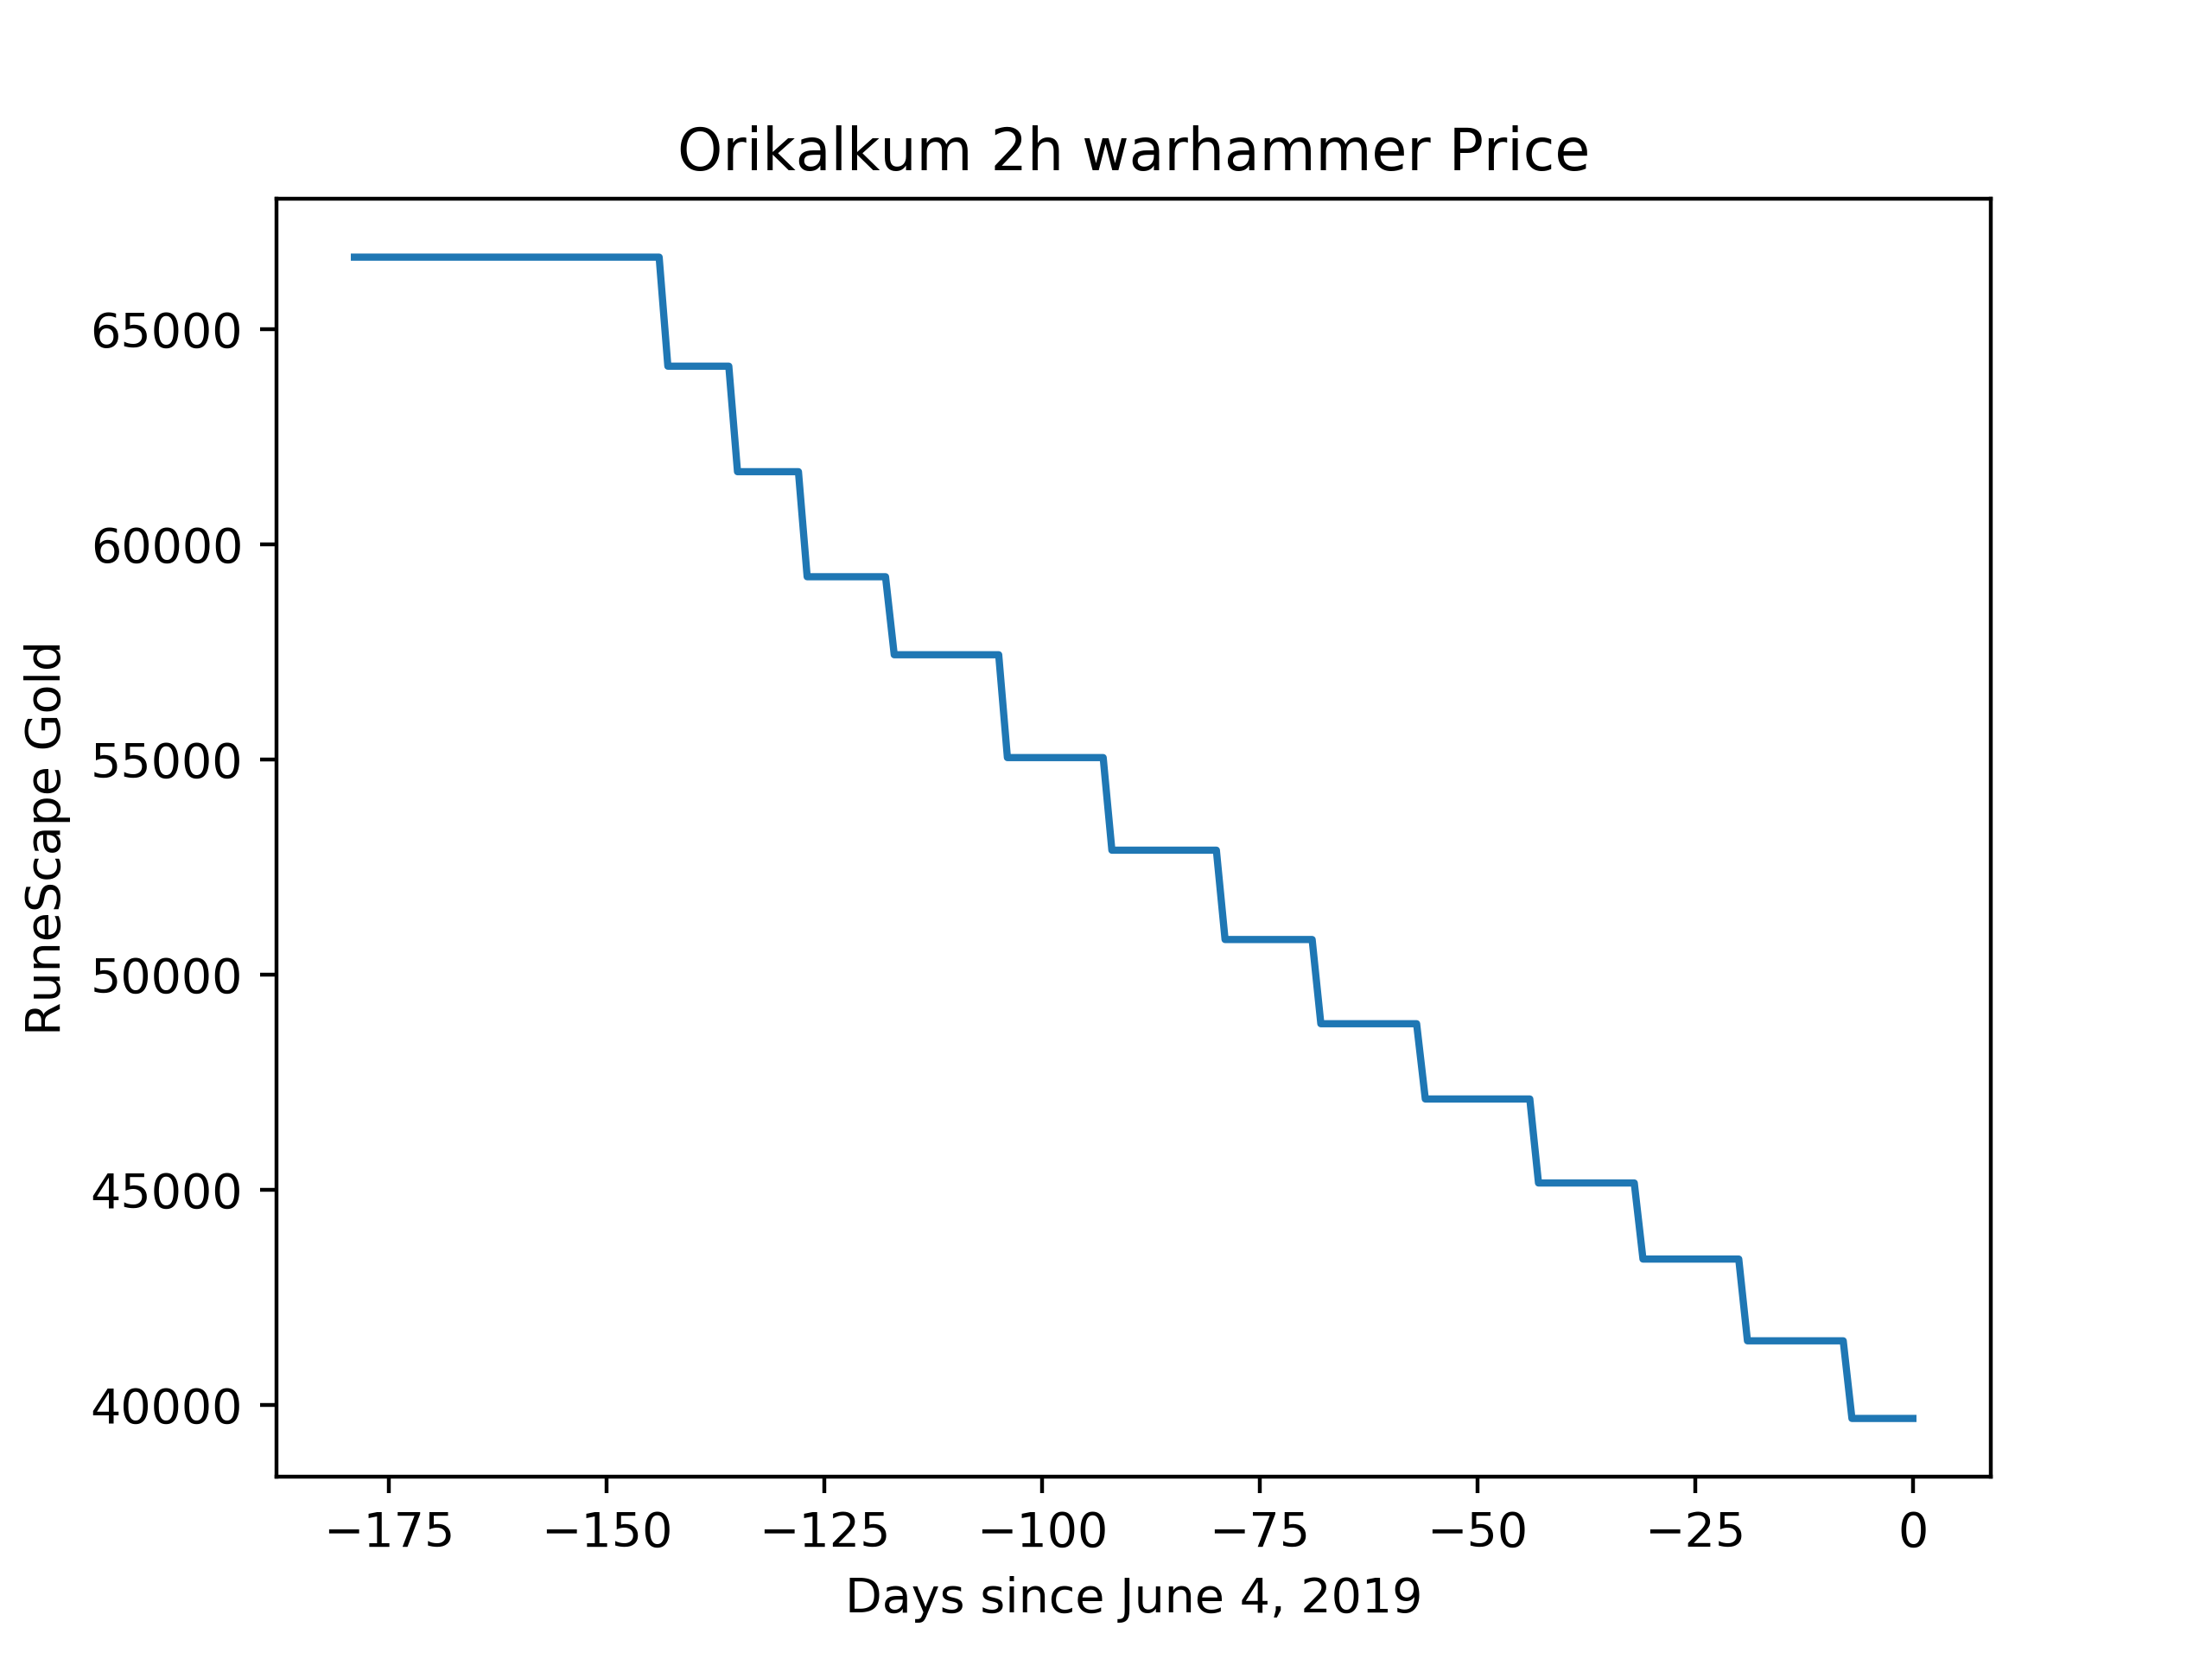 Orikalkum 2h warhammer Price
RuneScape Gold
65000
60000
55000
50000
45000
40000
−175 −150 −125 −100 −75 −50 −25 0
Days since June 4, 2019